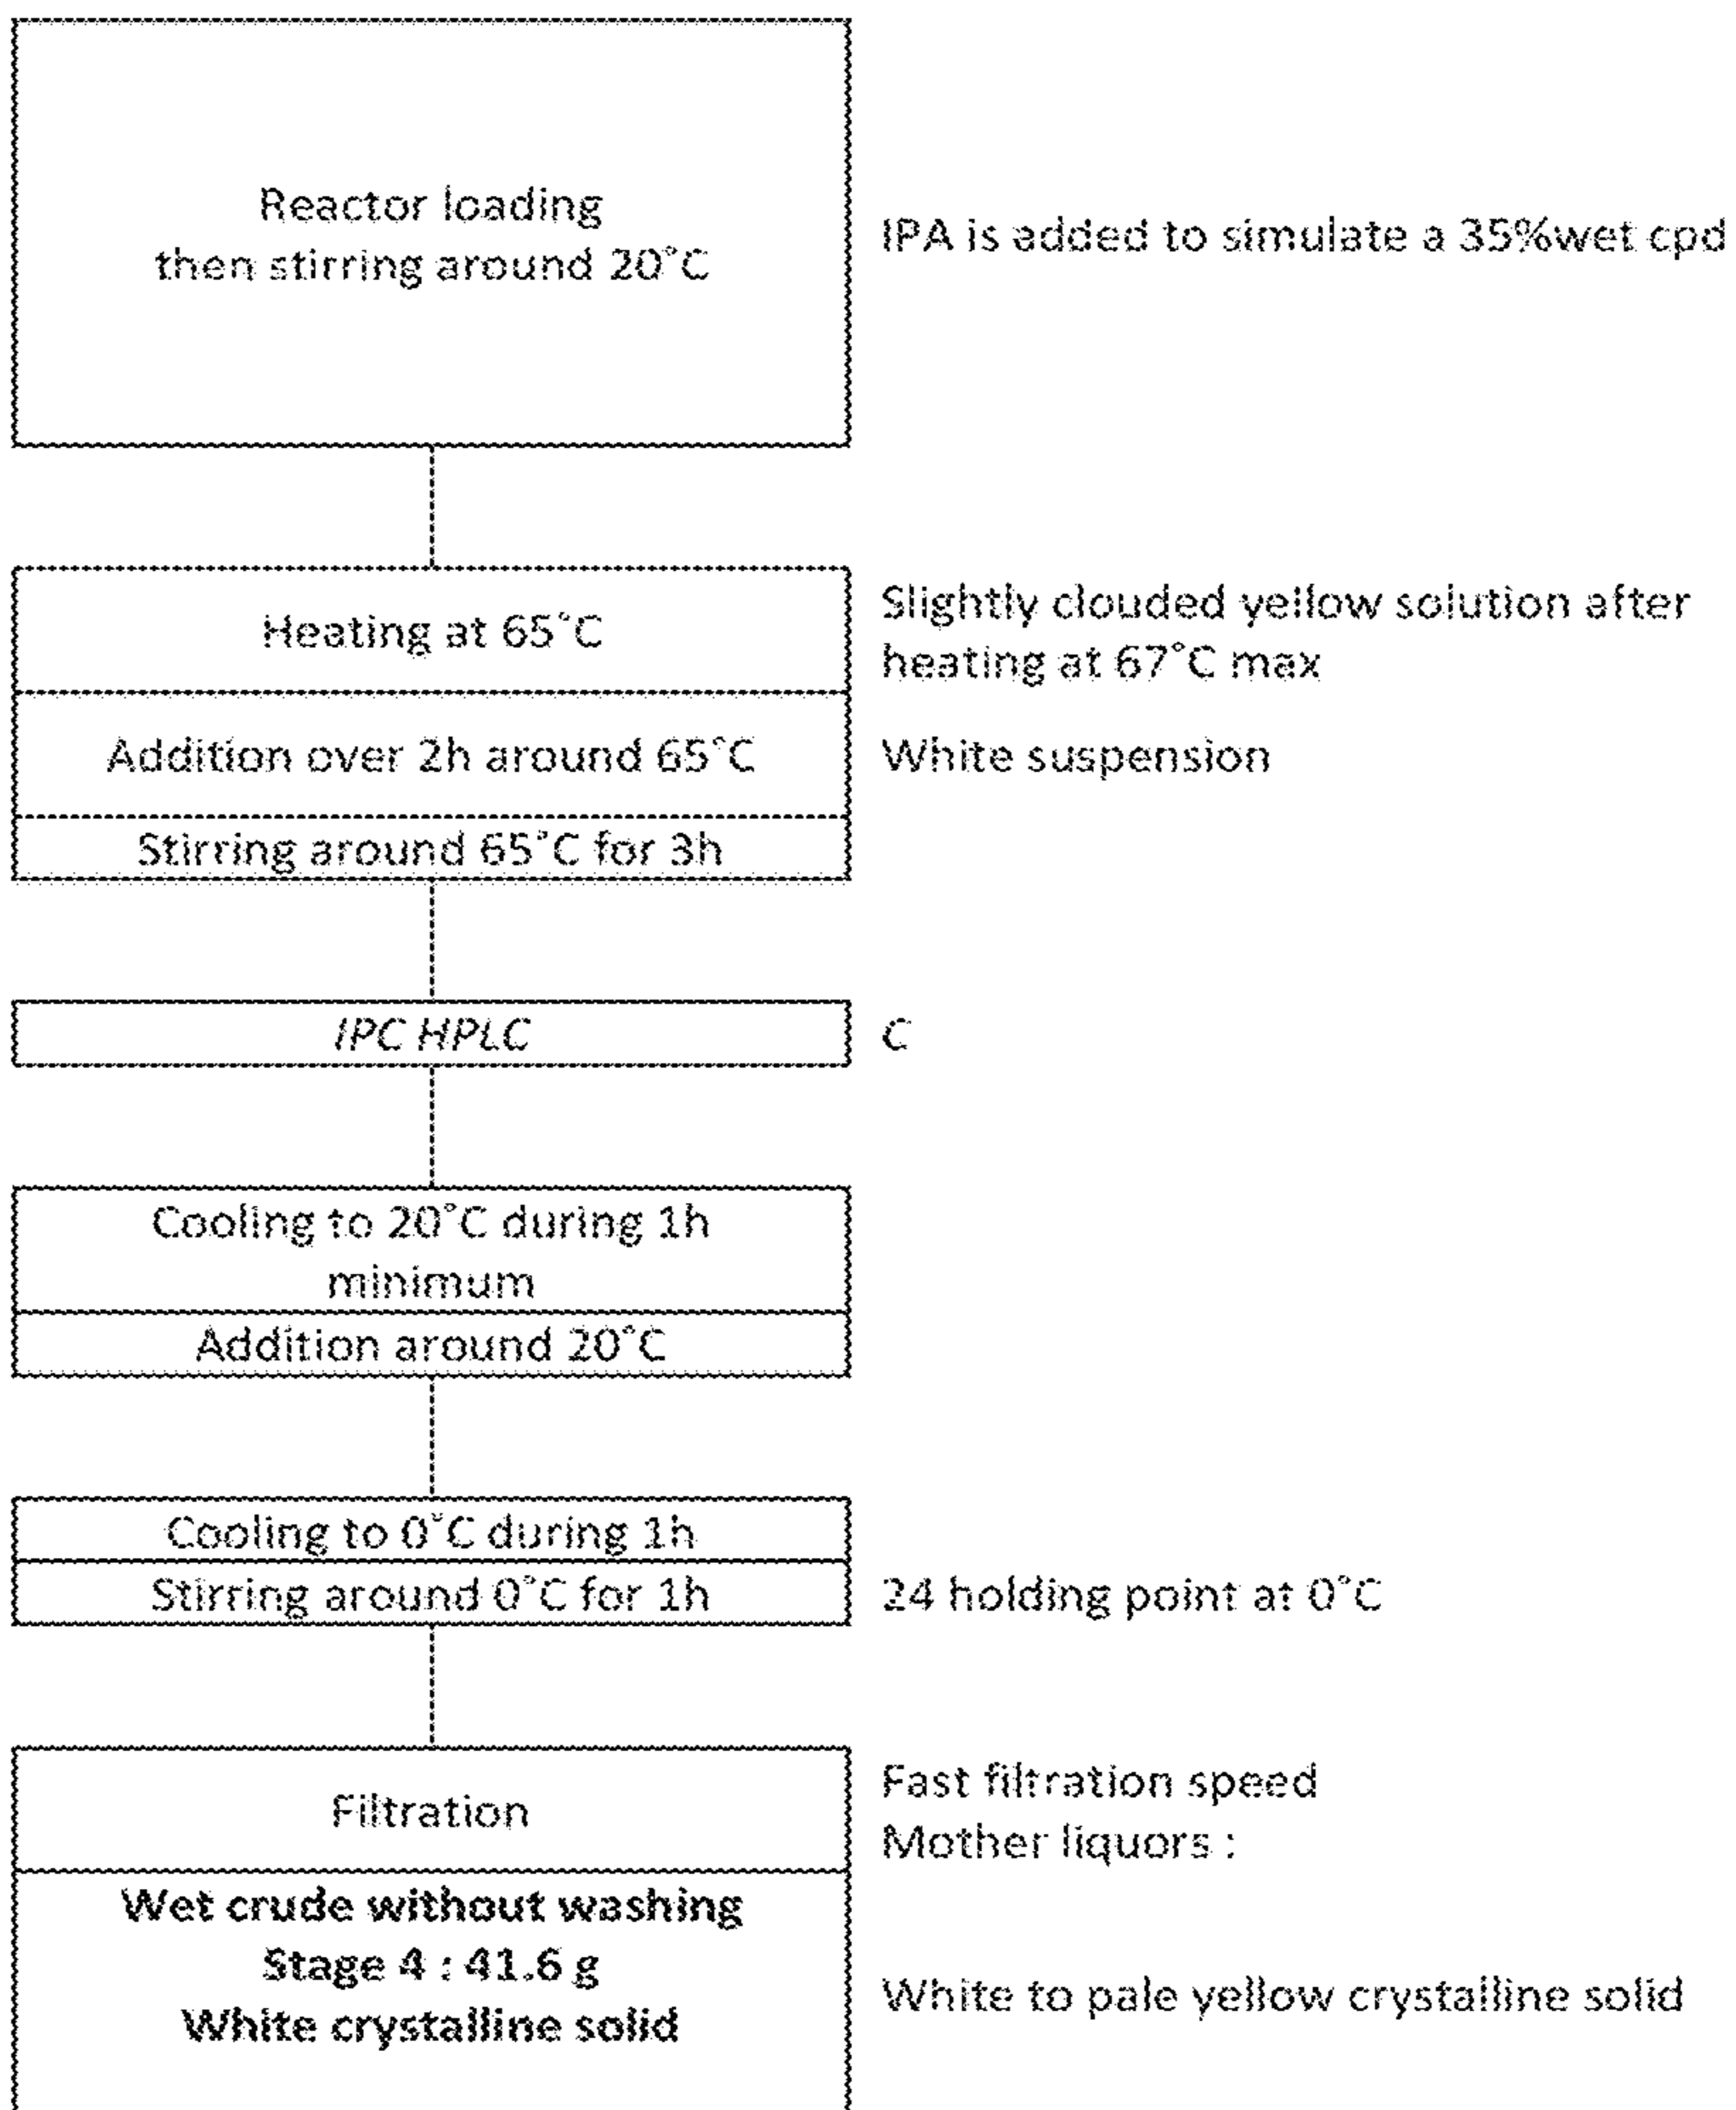 Reactor loading
then stirring around 20°C
IPA is added to simulate a 35%wet cpd
Heating at 65°C
Slightly clouded yellow solution after
heating at 67°C max
Addition over 2h around 65°C
White suspension
Stirring around 65°C for 3h
IPC HPLC
C
Cooling to 20°C during 1h
minimum
Addition around 20°C
Cooling to 0°C during 1h
Stirring around 0°C for 1h
24 holding point at 0°C
Filtration
Fast filtration speed
Mother liquors :
Wet crude without washing
Stage 4 : 41.6 g
White crystalline solid
White to pale yellow crystalline solid